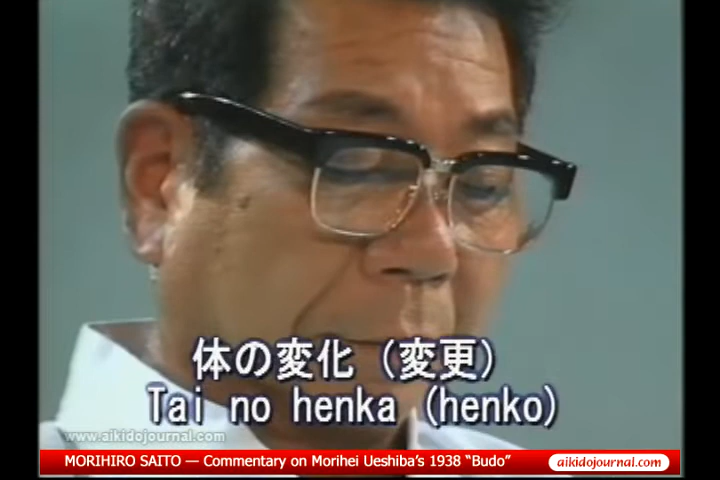 体の変化（変更）
Tai no henka (henko)
www.aikidojournal.com
MORIHIRO SAITO — Commentary on Morihei Ueshiba's 1938 “Budo”
aikidojournal.com